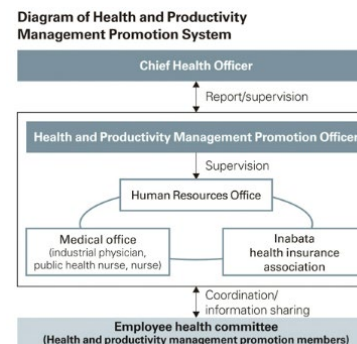 Diagram of Health and Productivity
Management Promotion System
Chief Health Officer
Report/supervision
Health and Productivity Management Promotion Officer
Supervision
Human Resources Office
Medical office
(industrial physician,
public health nurse, nurse)
Inabata
health insurance
association
Coordination/
information sharing
Employee health committee
(Health and productivity management promotion members)